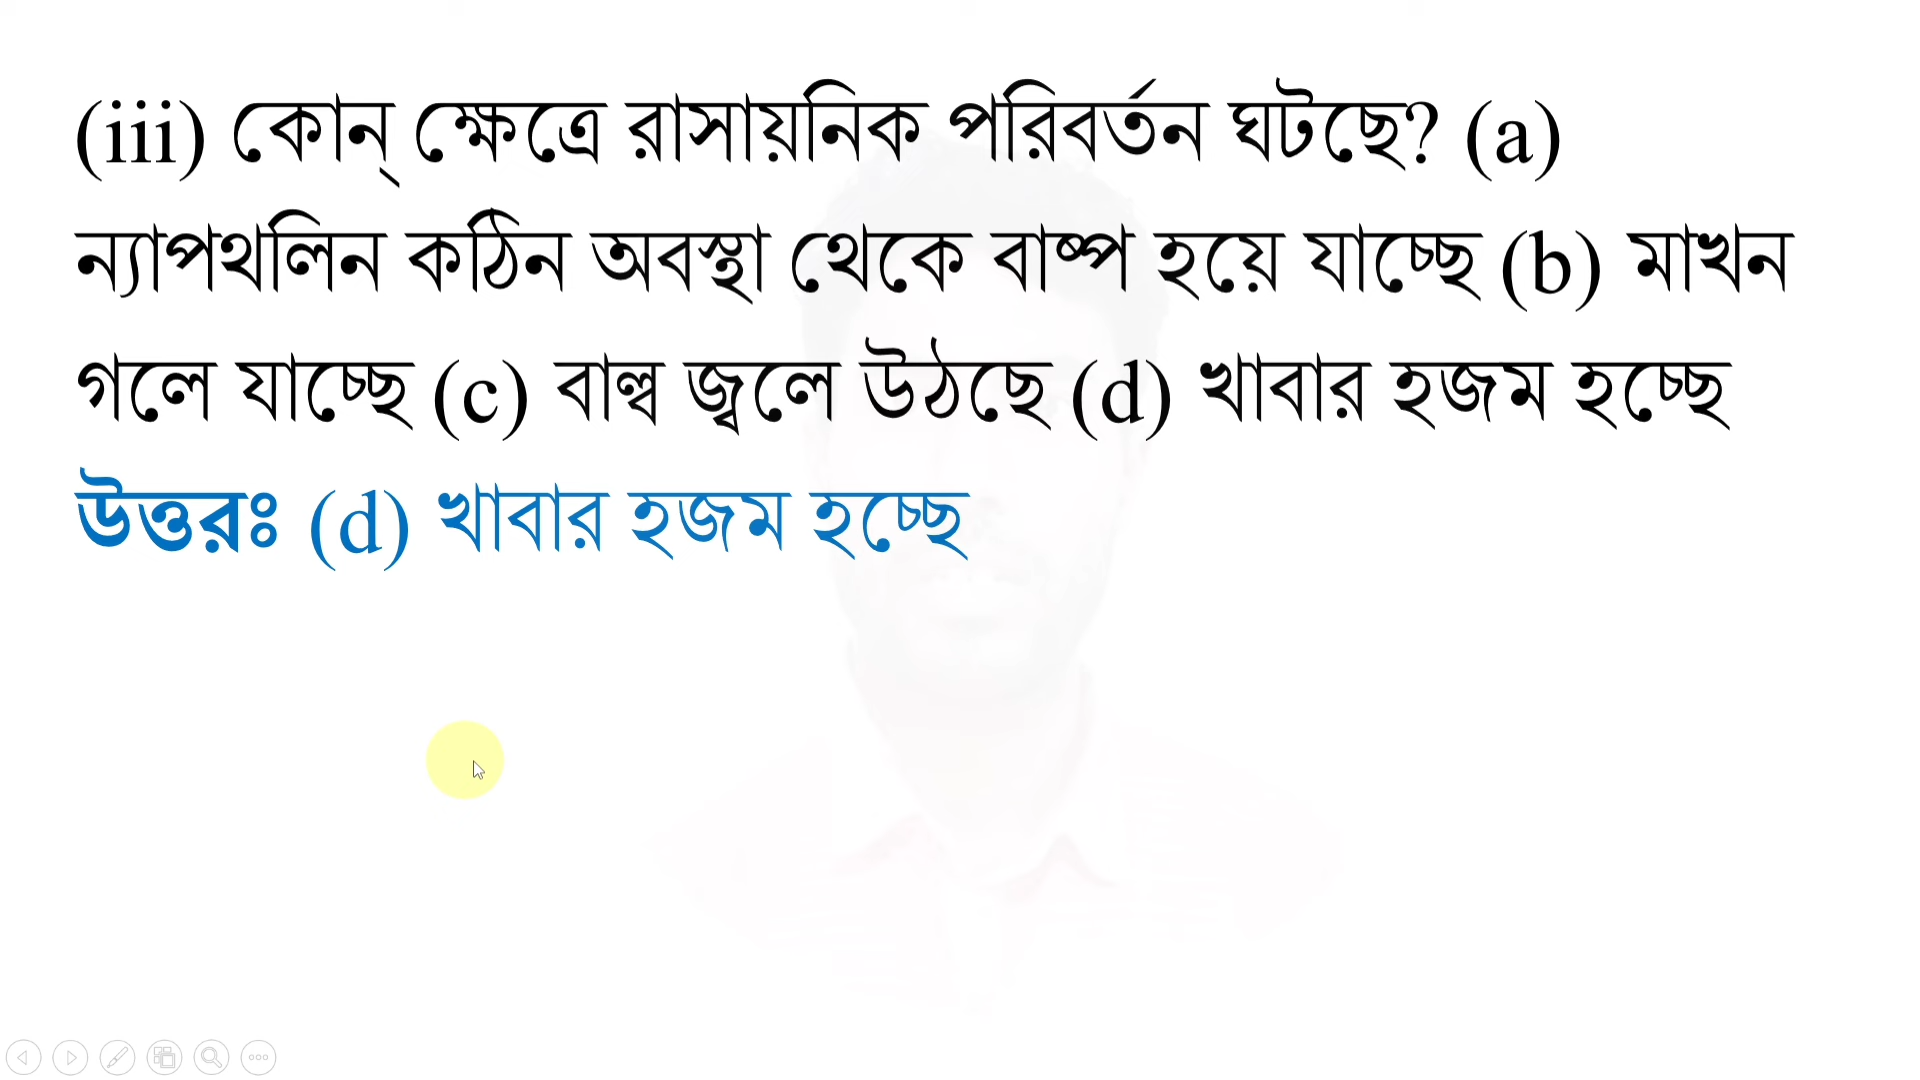 (iii) কোন্ ক্ষেত্রে রাসায়নিক পরিবর্তন ঘটছে? (a)
ন্যাপথলিন কঠিন অবস্থা থেকে বাষ্প হয়ে যাচ্ছে (b) মাখন
গলে যাচ্ছে (c) বাল্ব জ্বলে উঠছে (d) খাবার হজম হচ্ছে
উত্তরঃ (d) খাবার হজম হচ্ছে